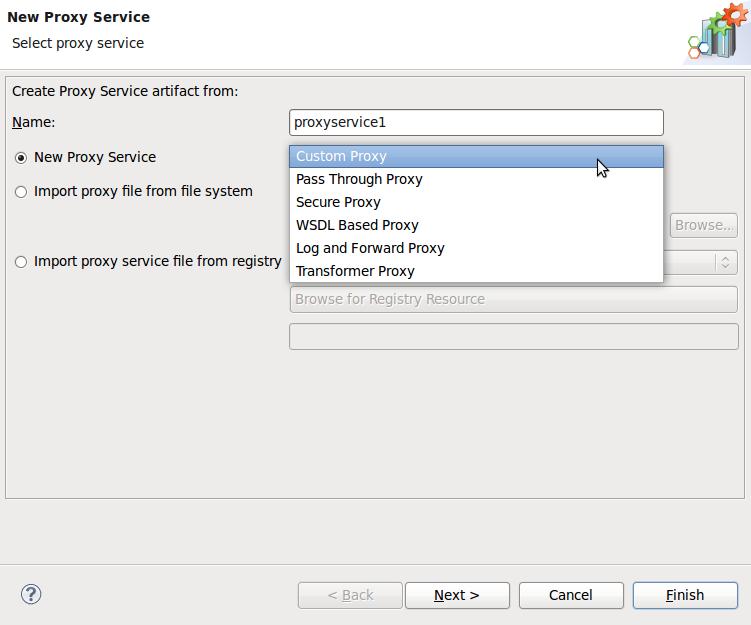 New Proxy Service
Select proxy service
Create Proxy Service artifact from:
Name:
proxyservice1
New Proxy Service
Custom Proxy
Pass Through Proxy
Import proxy file from file system
Secure Proxy
WSDL Based Proxy
Browse...
Log and Forward Proxy
Import proxy service file from registry
Transformer Proxy
Browse for Registry Resource
?
< Back
Next >
Cancel
Finish